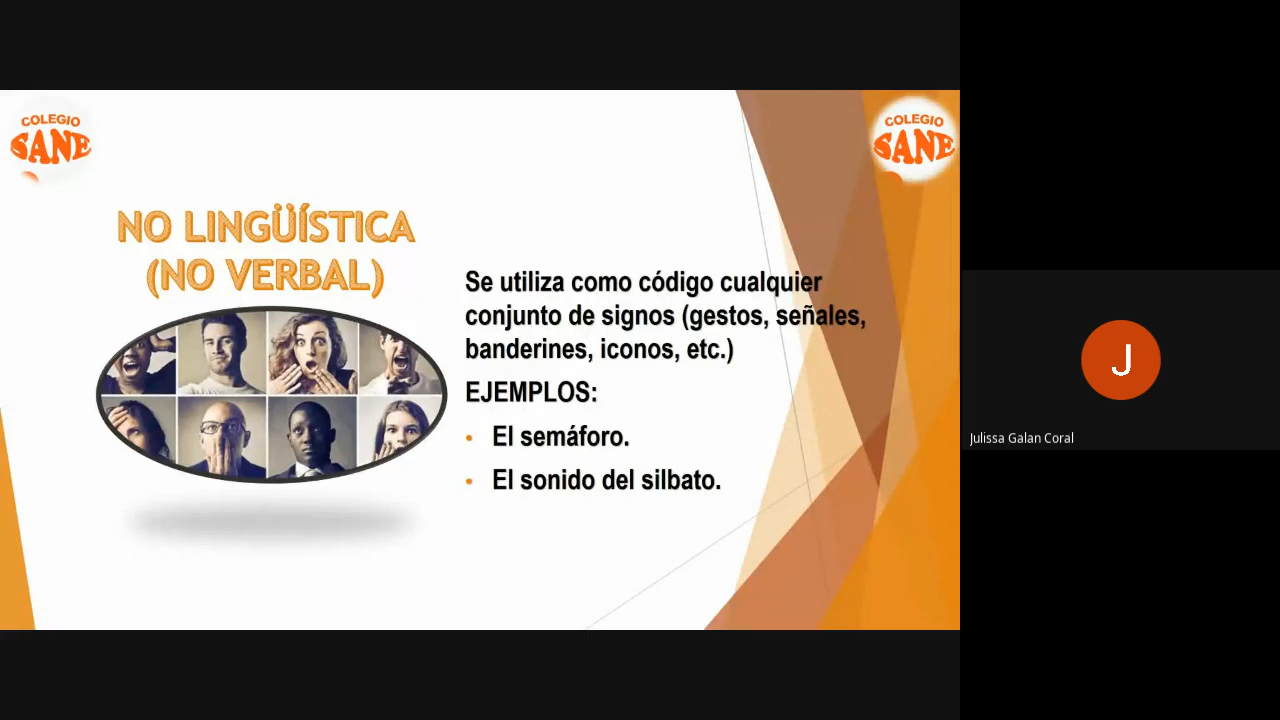 COLEGIO
SANE
COLEGIO
SANE
NO LINGÜÍSTICA
(NO VERBAL)
Se utiliza como código cualquier
conjunto de signos (gestos, señales,
banderines, iconos, etc.)
EJEMPLOS:
• El semáforo.
• El sonido del silbato.
J
Julissa Galan Coral